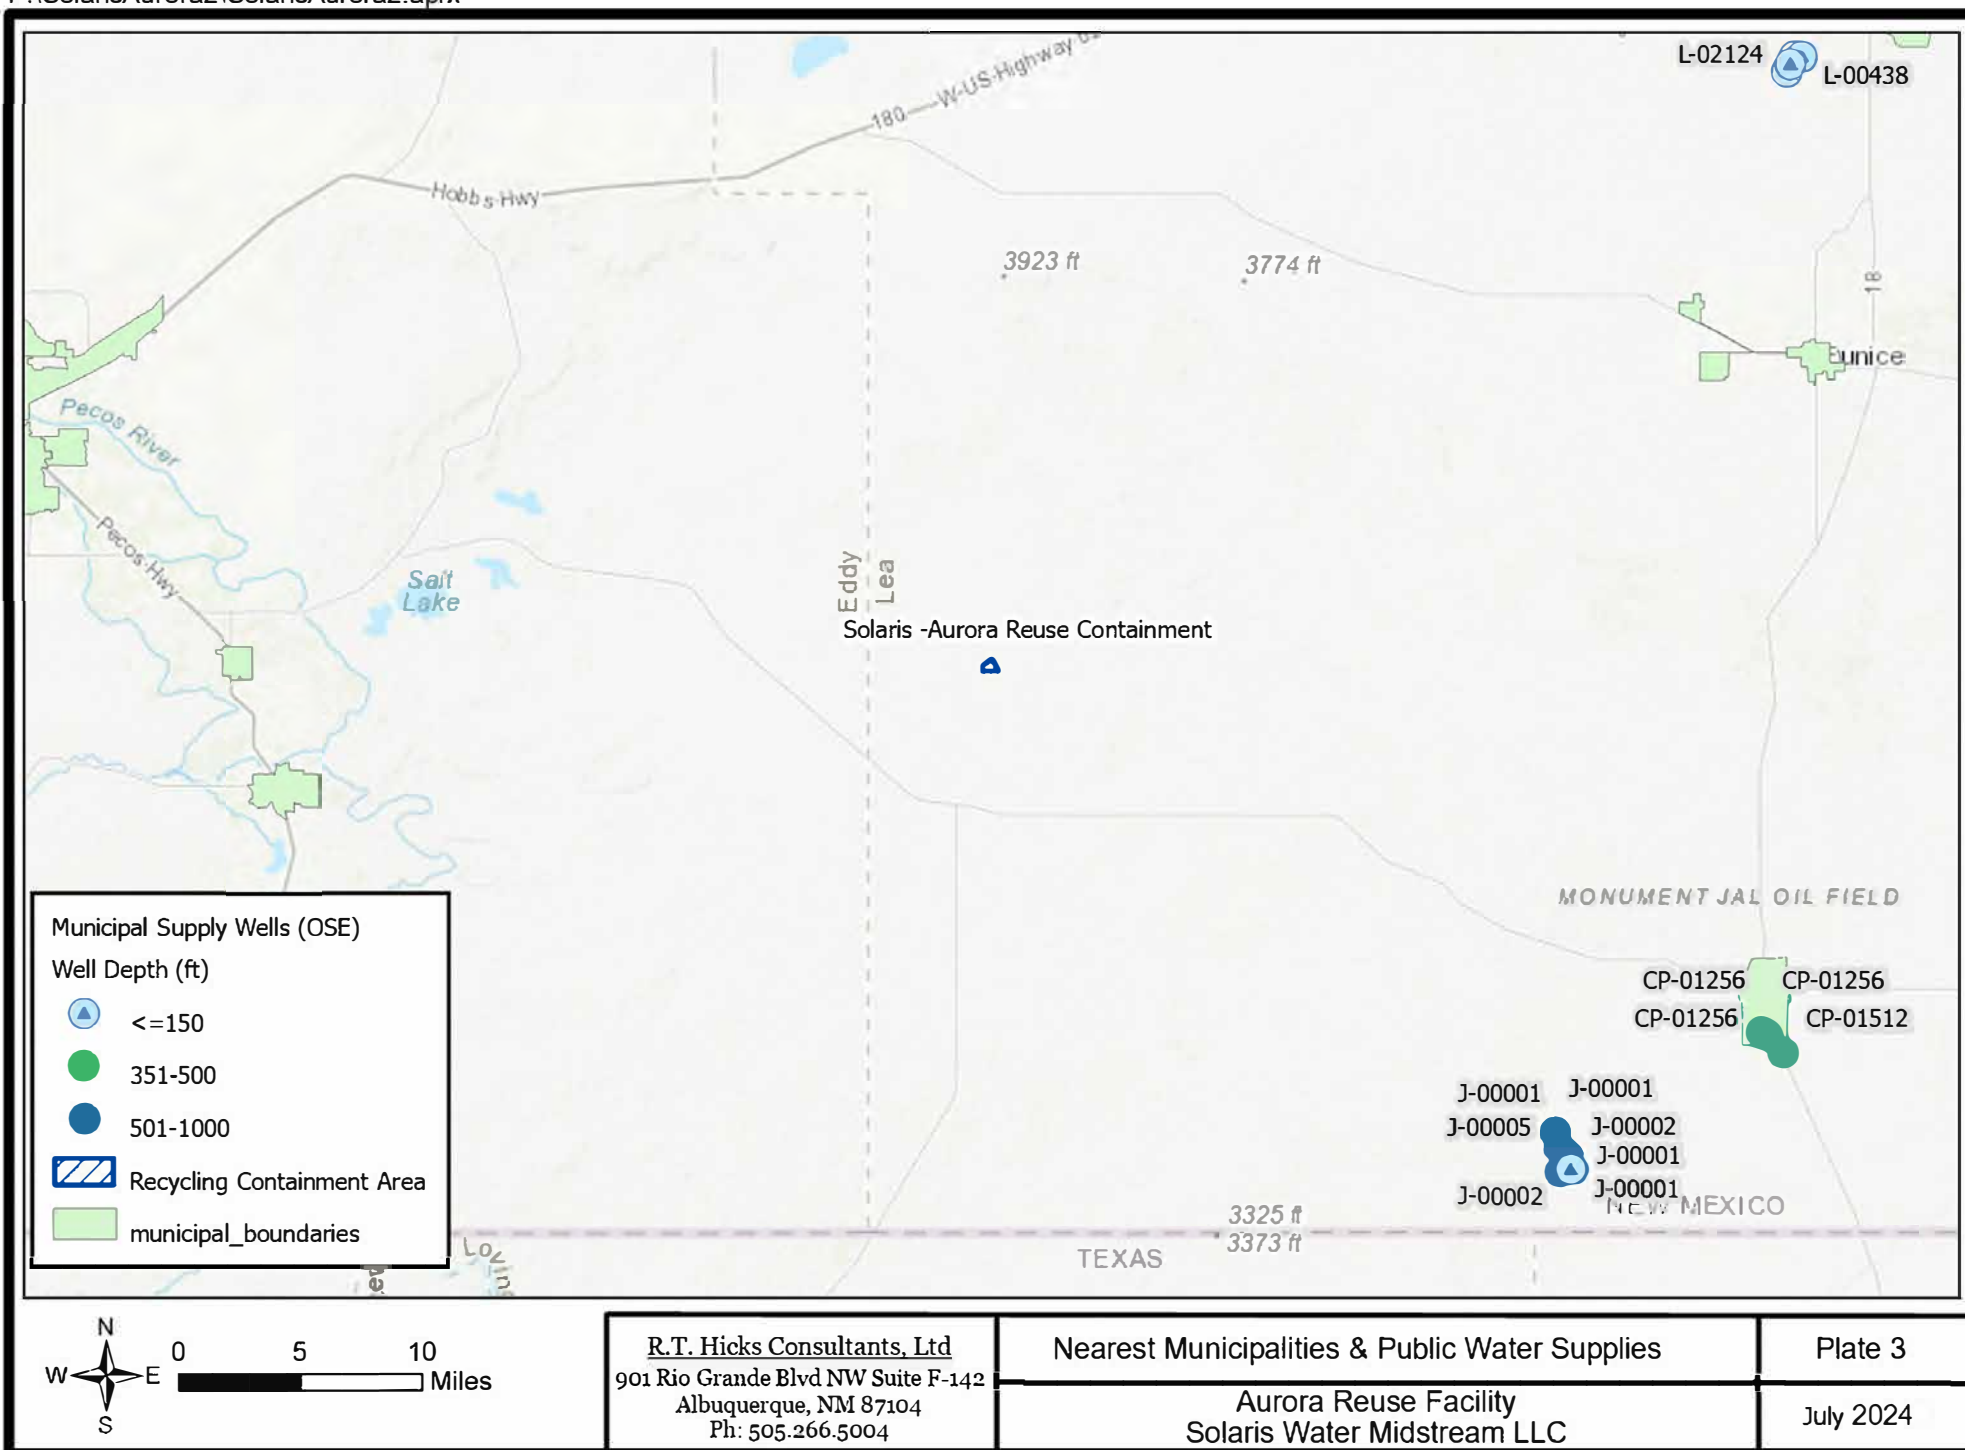 L-02124
L-00438
180
W-US-Highway
Hobbs Hwy
3923 ft
3774 ft
18
Eunice
Pecos River
Pecos Hwy
Salt
Lake
Eddy
Lea
Solaris -Aurora Reuse Containment
MONUMENT JAL OIL FIELD
CP-01256
CP-01256
CP-01256
CP-01512
J-00001
J-00001
J-00005
J-00002
J-00001
J-00002
J-00001
NEW MEXICO
3325 ft
3373 ft
TEXAS
Municipal Supply Wells (OSE)
Well Depth (ft)
<=150
351-500
501-1000
Recycling Containment Area
municipal_boundaries
N
W
E
S
0 5 10
Miles
R.T. Hicks Consultants, Ltd
901 Rio Grande Blvd NW Suite F-142
Albuquerque, NM 87104
Ph: 505.266.5004
Nearest Municipalities & Public Water Supplies
Aurora Reuse Facility
Solaris Water Midstream LLC
Plate 3
July 2024